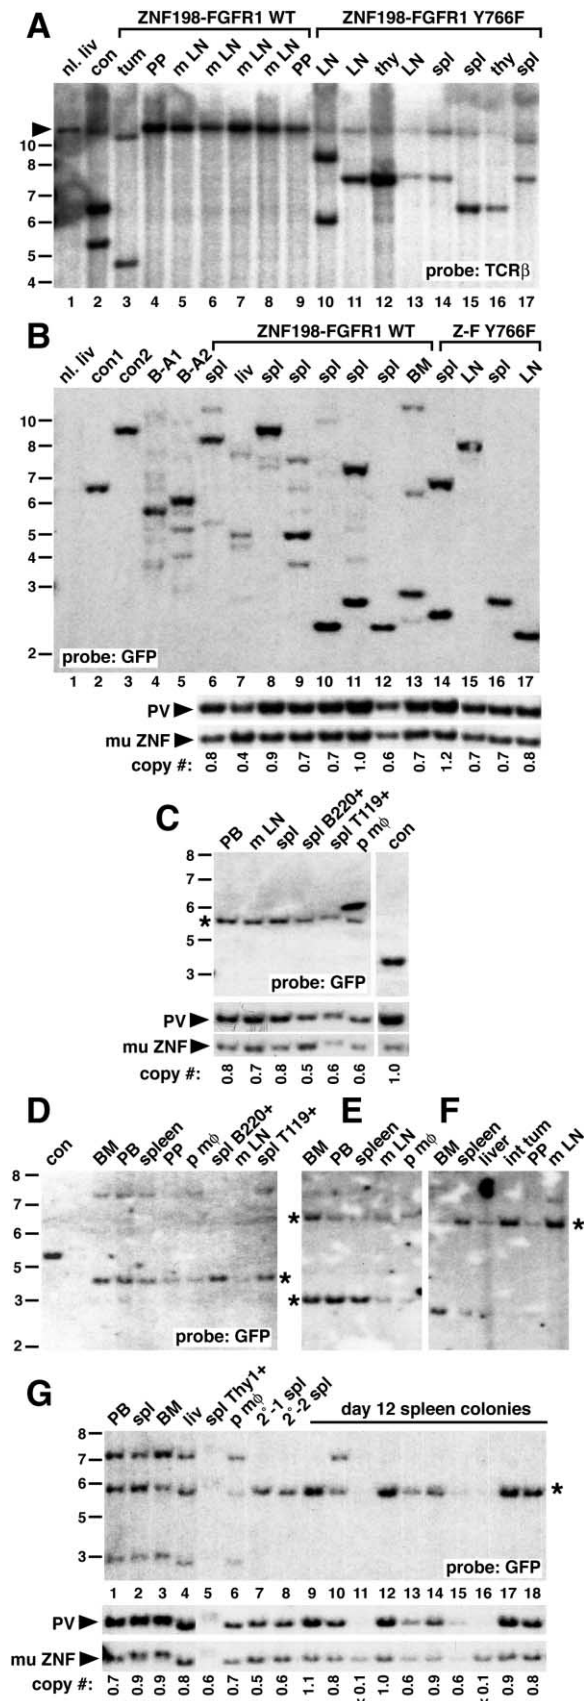 A
ZNF198-FGFR1 WT
ZNF198-FGFR1 Y766F
nl. liv con tum PP m LN m LN m LN m LN PP LN LN thy LN spl spl thy spl
10
8
7
6
5
4
probe: TCRβ
1 2 3 4 5 6 7 8 9 10 11 12 13 14 15 16 17
B
ZNF198-FGFR1 WT
Z-F Y766F
nl. liv con1 con2 B-A1 B-A2 spl liv spl spl spl spl spl BM spl LN spl LN
10
8
7
6
5
4
3
2
probe: GFP
1 2 3 4 5 6 7 8 9 10 11 12 13 14 15 16 17
PV
mu ZNF
copy #: 0.8 0.4 0.9 0.7 0.7 1.0 0.6 0.7 1.2 0.7 0.7 0.8
C
PB m LN spl spl B220+ spl T119+ p mϕ con
8
7
6
*
5
3
probe: GFP
PV
mu ZNF
copy #: 0.8 0.7 0.8 0.5 0.6 0.6 1.0
D
con BM PB spleen PP p mϕ spl B220+ m LN spl T119+
8
7
6
5
3
2
*
probe: GFP
E
BM PB spleen m LN p mϕ
*
*
F
BM spleen liver int tum PP m LN
*
G
PB spl BM liv spl Thy1+ p mϕ 2°-1 spl 2°-2 spl day 12 spleen colonies
8
7
6
5
3
*
probe: GFP
1 2 3 4 5 6 7 8 9 10 11 12 13 14 15 16 17 18
PV
mu ZNF
copy #: 0.7 0.9 0.9 0.8 0.6 0.7 0.5 0.6 1.1 0.8 0.1 1.0 0.6 0.9 0.6 0.1 0.9 0.8